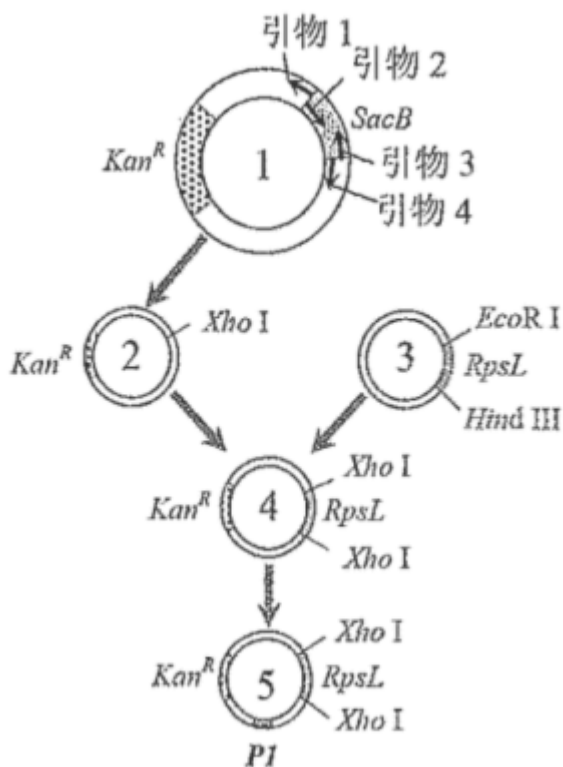 引物 1
引物 2
SacB
Kan^R
1
引物 3
引物 4
Xho I
Kan^R
2
EcoR I
3
RpsL
Hind III
Xho I
Kan^R
4
RpsL
Xho I
Xho I
Kan^R
5
RpsL
Xho I
P1